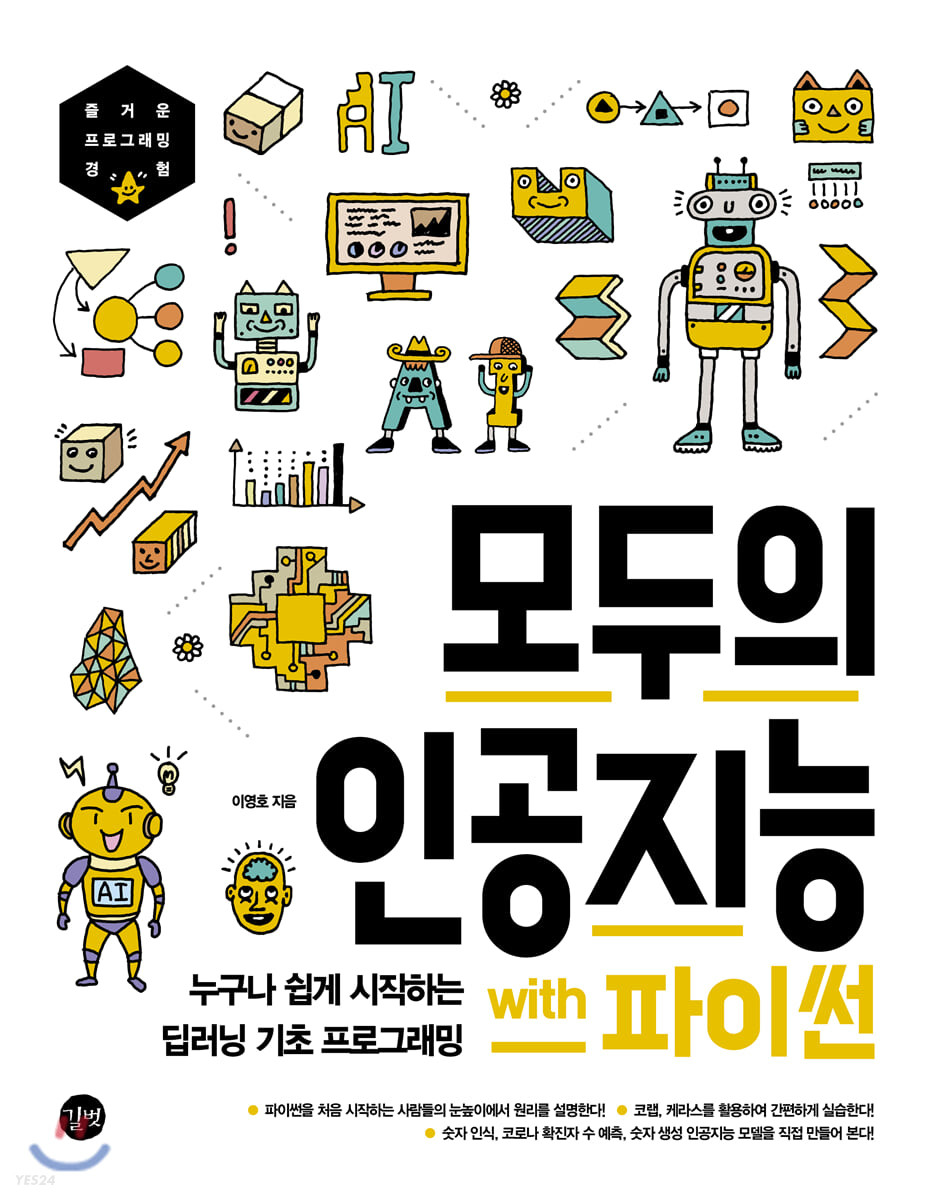 즐거운
프로그래밍
경험
AI
AI
AI
이영호 지음
모두의
인공지능
with 파이썬
누구나 쉽게 시작하는
딥러닝 기초 프로그래밍
● 파이썬을 처음 시작하는 사람들의 눈높이에서 원리를 설명한다! ● 코랩, 케라스를 활용하여 간편하게 실습한다!
● 숫자 인식, 코로나 확진자 수 예측, 숫자 생성 인공지능 모델을 직접 만들어 본다!
길벗
YES24